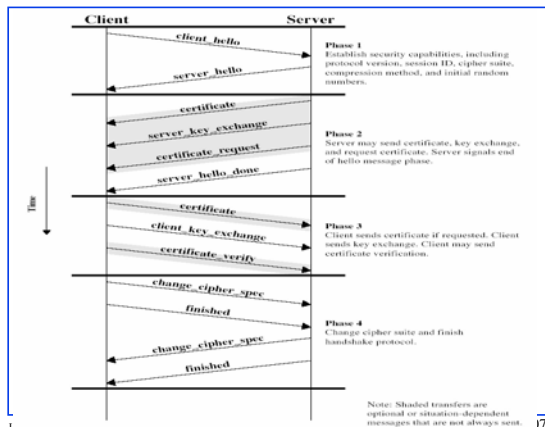 Client Server
client_hello
server_hello
Phase 1
Establish security capabilities, including
protocol version, session ID, cipher suite,
compression method, and initial random
numbers.
certificate
server_key_exchange
certificate_request
server_hello_done
Phase 2
Server may send certificate, key exchange,
and request certificate. Server signals end
of hello message phase.
Time
certificate
client_key_exchange
certificate_verify
Phase 3
Client sends certificate if requested. Client
sends key exchange. Client may send
certificate verification.
change_cipher_spec
finished
change_cipher_spec
finished
Phase 4
Change cipher suite and finish
handshake protocol.
Note: Shaded transfers are
optional or situation-dependent
messages that are not always sent.